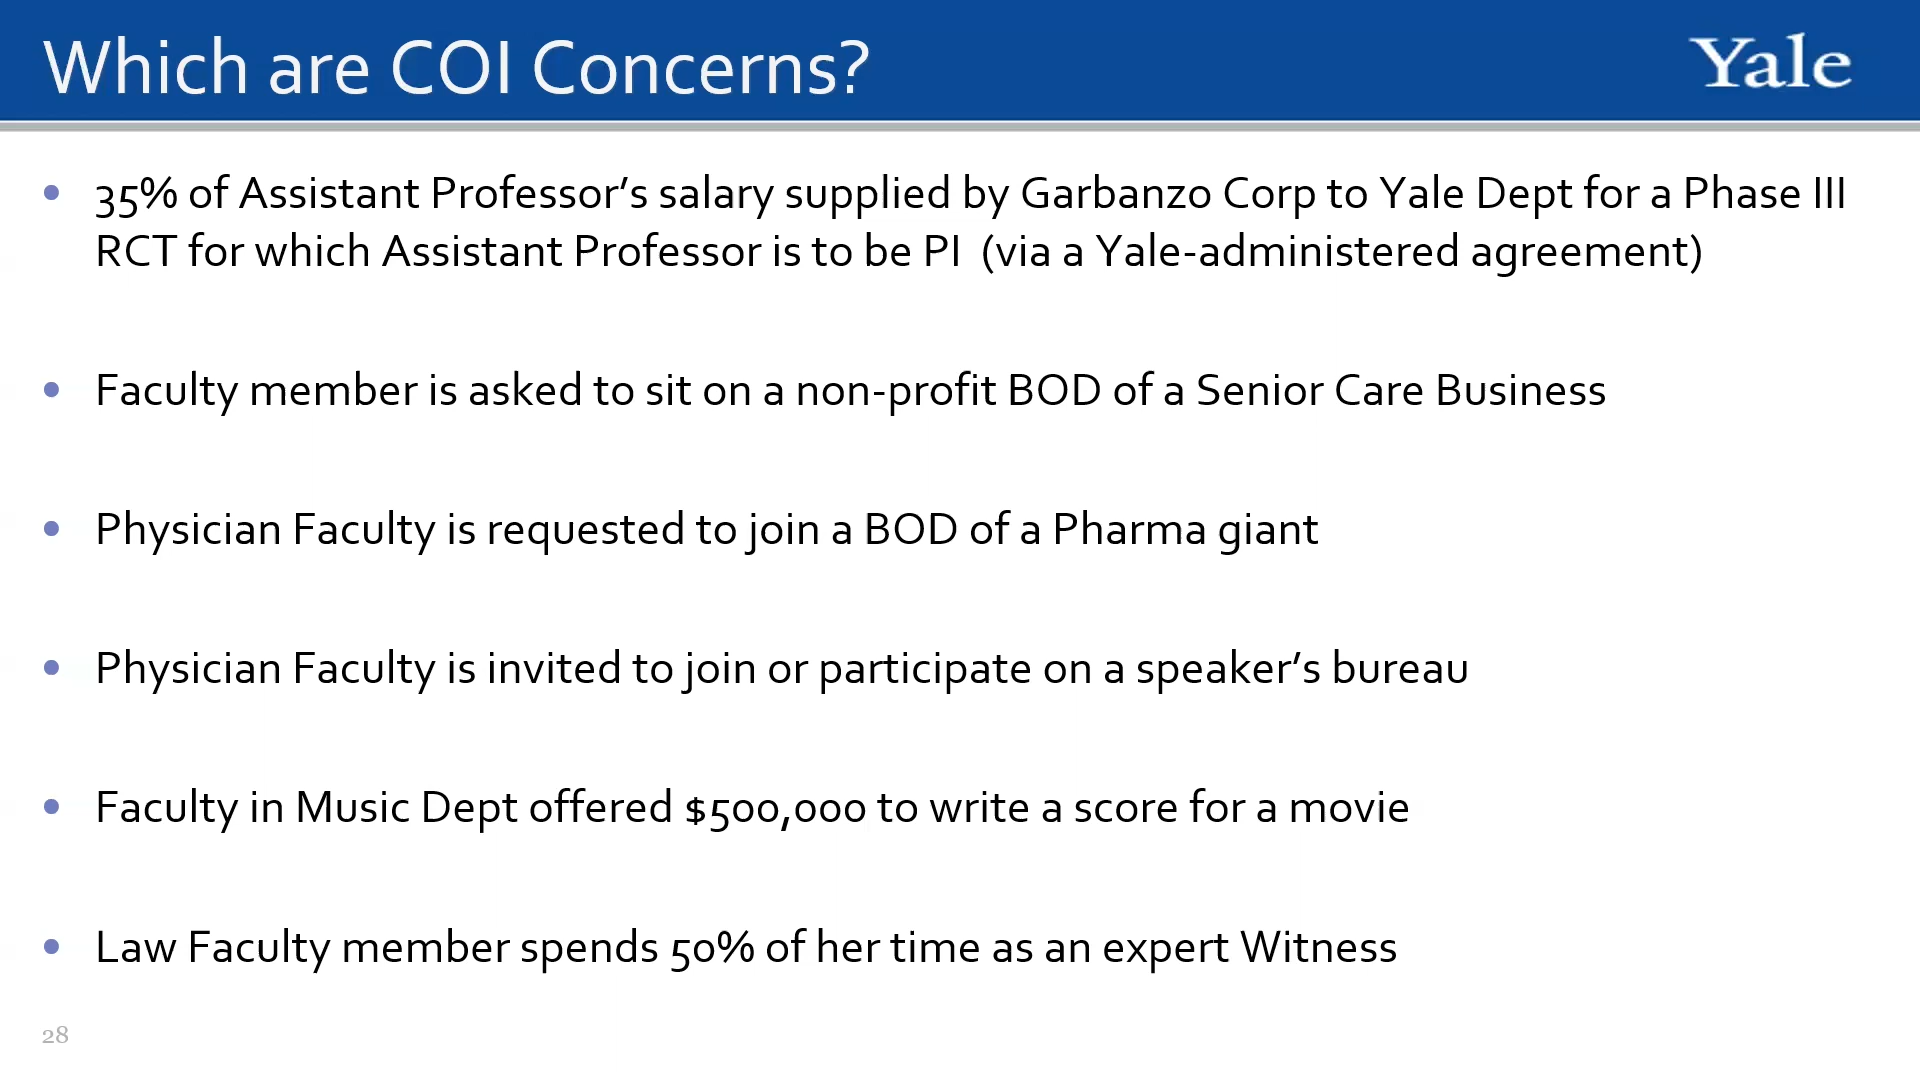 Which are COI Concerns?
Yale
• 35% of Assistant Professor’s salary supplied by Garbanzo Corp to Yale Dept for a Phase III
RCT for which Assistant Professor is to be PI (via a Yale-administered agreement)
• Faculty member is asked to sit on a non-profit BOD of a Senior Care Business
• Physician Faculty is requested to join a BOD of a Pharma giant
• Physician Faculty is invited to join or participate on a speaker’s bureau
• Faculty in Music Dept offered $500,000 to write a score for a movie
• Law Faculty member spends 50% of her time as an expert Witness
28